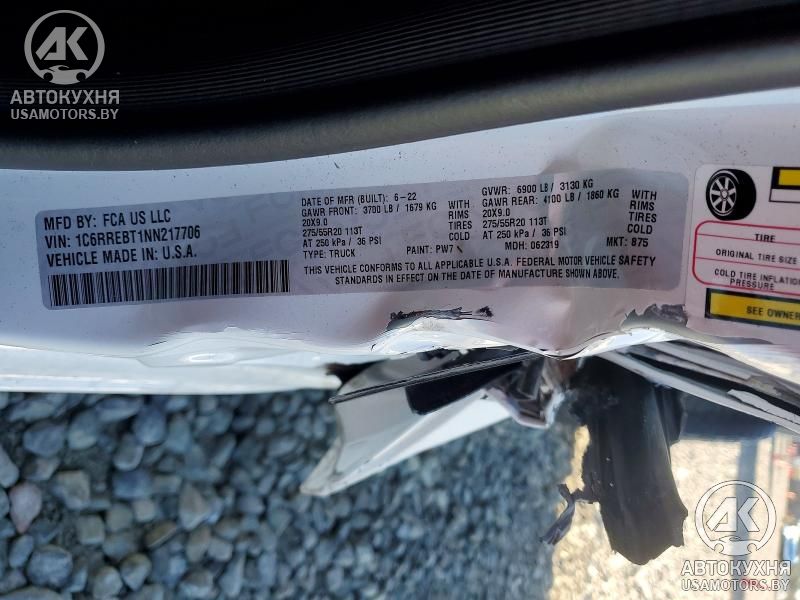 АК
АВТОКУХНЯ
USAMOTORS.BY
MFD BY: FCA US LLC
VIN: 1C6RREBT1NN217706
VEHICLE MADE IN: U.S.A.
DATE OF MFR (BUILT): 6-22
GAWR FRONT: 3700 LB / 1679 KG WITH
20X9.0 RIMS
275/55R20 113T TIRES
AT 250 kPa / 36 PSI COLD
TYPE: TRUCK PAINT: PW7
GVWR: 6900 LB / 3130 KG
GAWR REAR: 4100 LB / 1860 KG WITH
20X9.0 RIMS
275/55R20 113T TIRES
AT 250 kPa / 36 PSI COLD
MDH: 062319 MKT: B75
THIS VEHICLE CONFORMS TO ALL APPLICABLE U.S.A. FEDERAL MOTOR VEHICLE SAFETY
STANDARDS IN EFFECT ON THE DATE OF MANUFACTURE SHOWN ABOVE.
TIRE
ORIGINAL TIRE SIZE
COLD TIRE INFLATION
PRESSURE
SEE OWNER
АК
АВТОКУХНЯ
USAMOTORS.BY